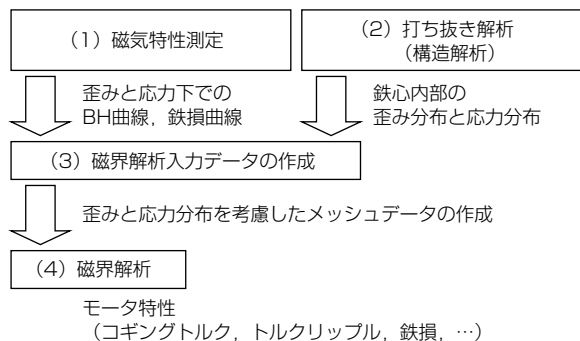 (1) 磁気特性測定
(2) 打ち抜き解析
(構造解析)
歪みと応力下での
BH曲線，鉄損曲線
鉄心内部の
歪み分布と応力分布
(3) 磁界解析入力データの作成
歪みと応力分布を考慮したメッシュデータの作成
(4) 磁界解析
モータ特性
(コギングトルク，トルクリップル，鉄損，…)